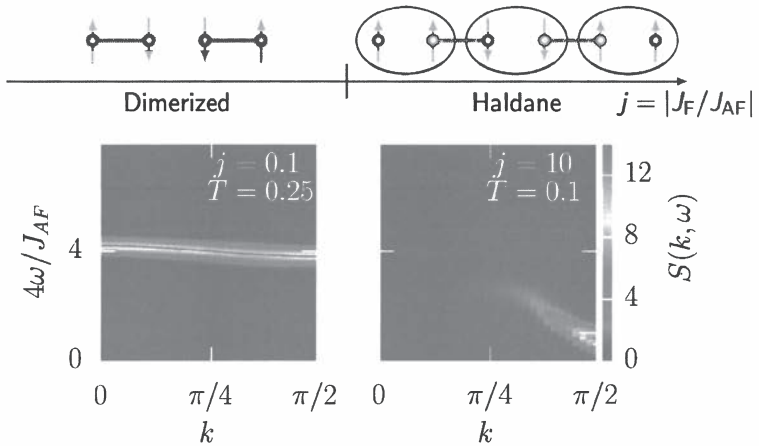 Dimerized Haldane j = |J_F/J_AF|
j = 0.1
T = 0.25
j = 10
T = 0.1
4ω/J_AF
4
0
0 π/4 π/2
k
0 π/4 π/2
k
12
8
4
0
S(k, ω)